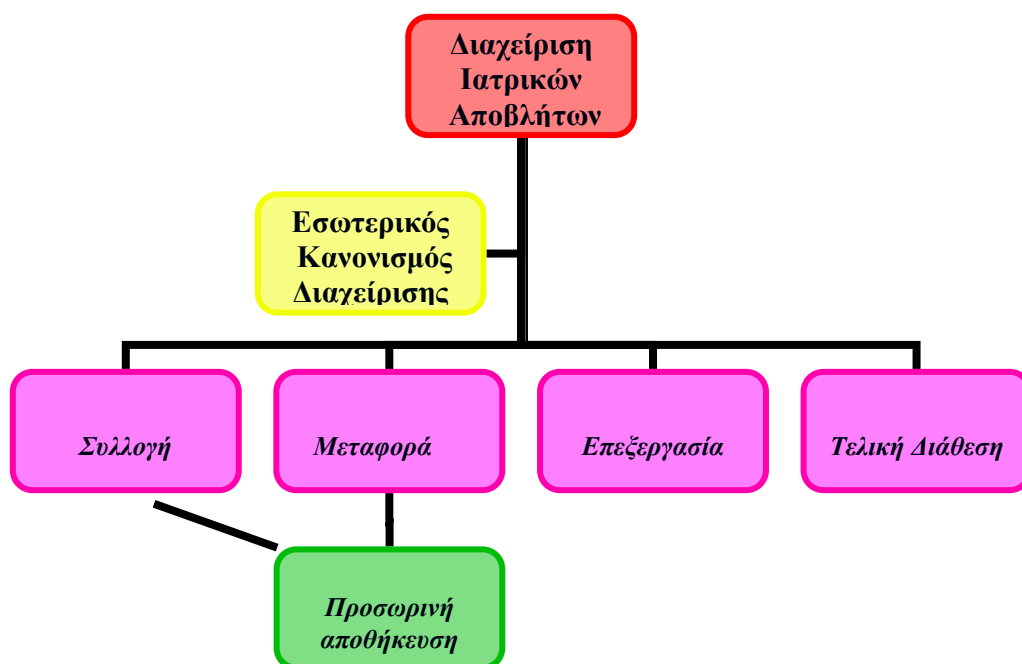 Διαχείριση
Ιατρικών
Αποβλήτων
Εσωτερικός
Κανονισμός
Διαχείρισης
Συλλογή
Μεταφορά
Επεξεργασία
Τελική Διάθεση
Προσωρινή
αποθήκευση